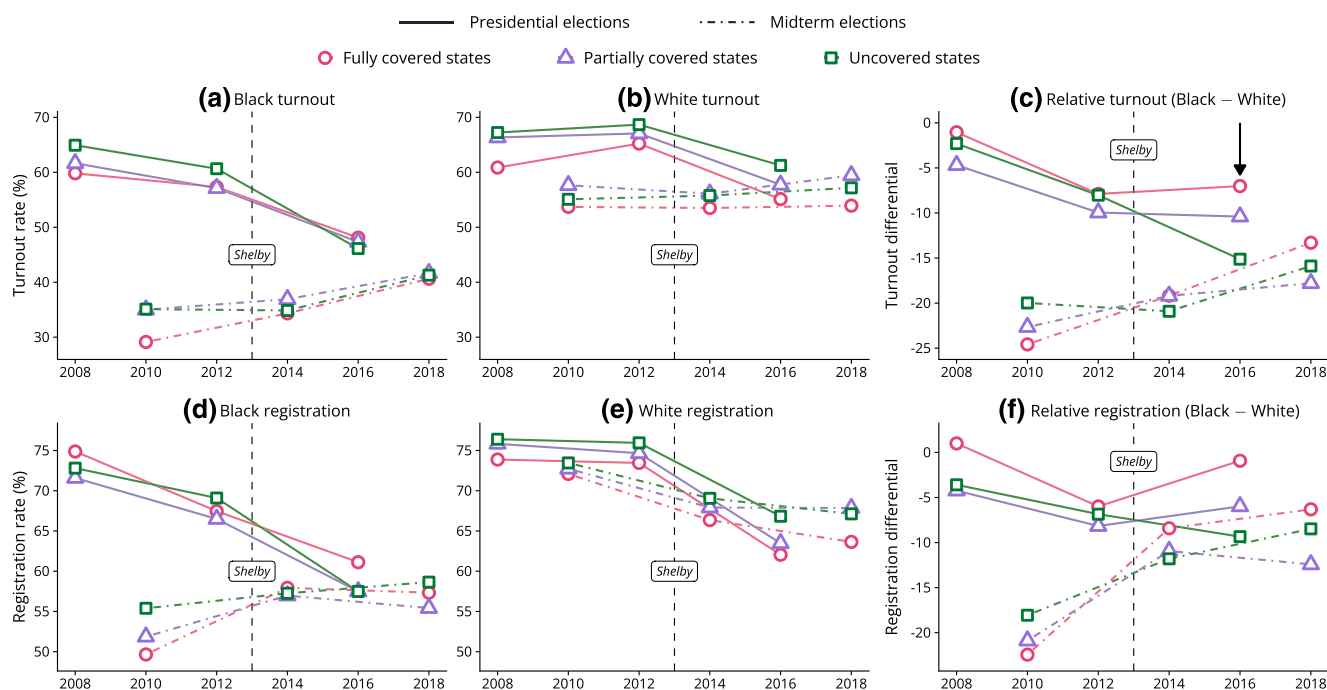 Presidential elections
Midterm elections
Fully covered states
Partially covered states
Uncovered states
(a) Black turnout
Turnout rate (%)
70
60
50
40
30
Shelby
2008 2010 2012 2014 2016 2018
(b) White turnout
70
60
50
40
30
Shelby
2008 2010 2012 2014 2016 2018
(c) Relative turnout (Black − White)
Turnout differential
0
-5
-10
-15
-20
-25
Shelby
2008 2010 2012 2014 2016 2018
(d) Black registration
Registration rate (%)
75
70
65
60
55
50
Shelby
2008 2010 2012 2014 2016 2018
(e) White registration
75
70
65
60
55
50
Shelby
2008 2010 2012 2014 2016 2018
(f) Relative registration (Black − White)
Registration differential
0
-5
-10
-15
-20
Shelby
2008 2010 2012 2014 2016 2018